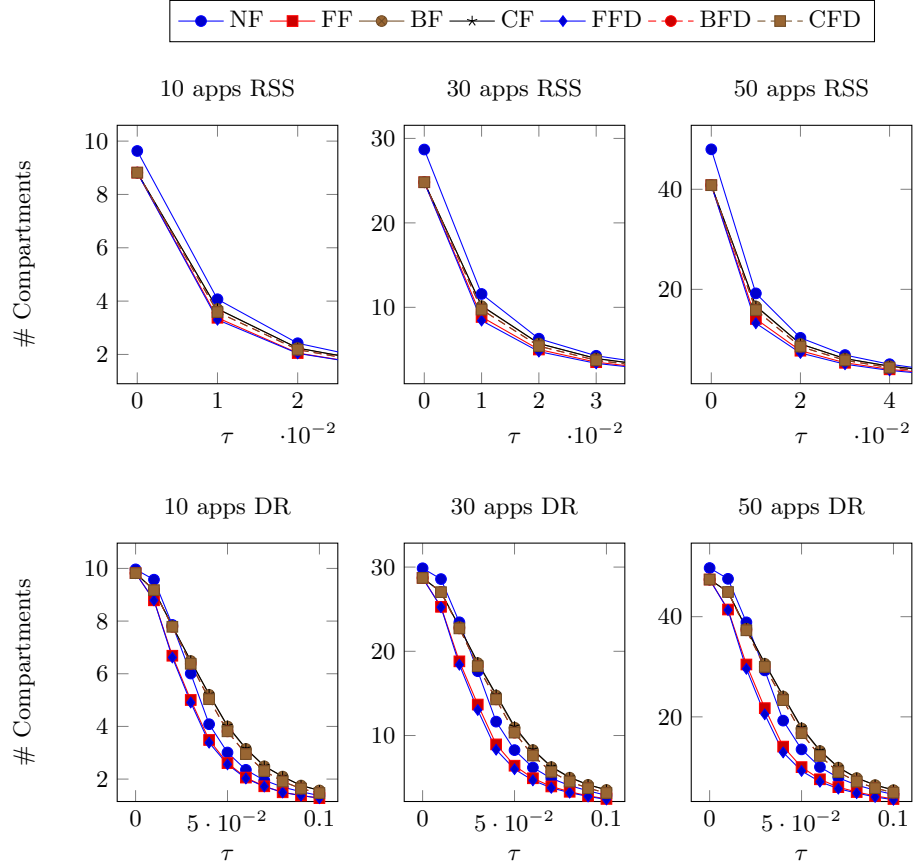 NF FF BF CF FFD BFD CFD
10 apps RSS 30 apps RSS 50 apps RSS
# Compartments
10
8
6
4
2
0 1 2
τ ·10⁻²
30
20
10
0 1 2 3
τ ·10⁻²
40
20
0 2 4
τ ·10⁻²
10 apps DR 30 apps DR 50 apps DR
# Compartments
10
8
6
4
2
0 5 · 10⁻² 0.1
τ
30
20
10
0 5 · 10⁻² 0.1
τ
40
20
0 5 · 10⁻² 0.1
τ